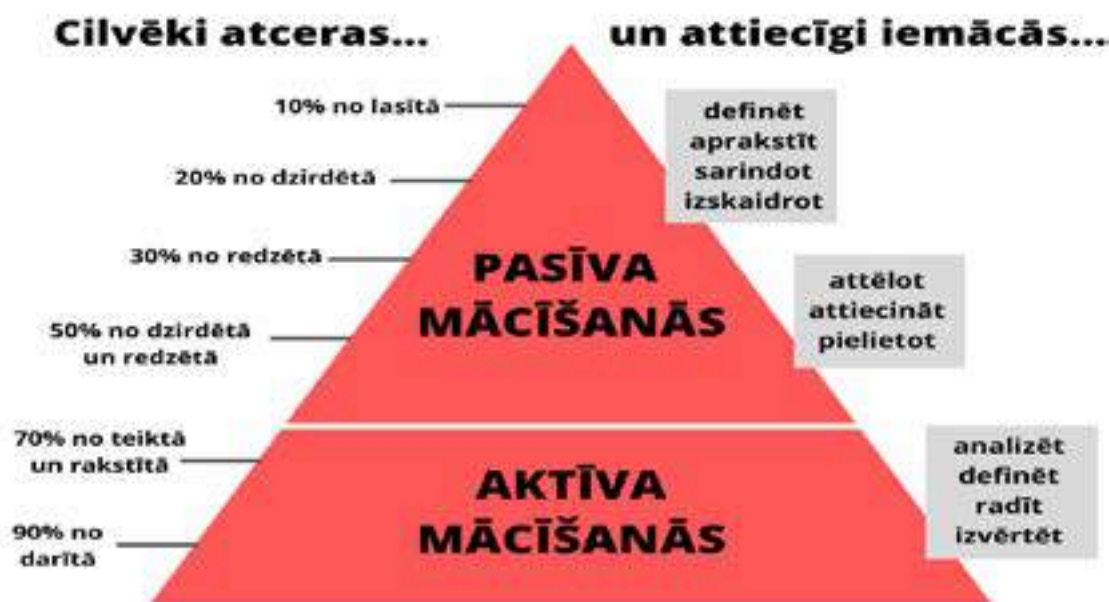 Cilvēki atceras...
un attiecīgi iemācās....
10% no lasītā
20% no dzirdētā
30% no redzētā
50% no dzirdētā
un redzētā
70% no teiktā
un rakstītā
90% no
darītā
PASĪVA
MĀCĪŠANĀS
AKTĪVA
MĀCĪŠANĀS
definēt
aprakstīt
sarindot
izskaidrot
attēlot
attiecināt
pielietot
analizēt
definēt
radīt
izvērtēt